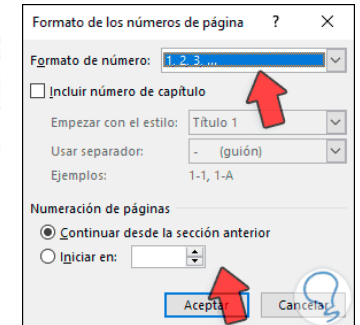 Formato de los números de página ? ×
Formato de número: 1, 2, 3, ...
Incluir número de capítulo
Empezar con el estilo: Título 1
Usar separador: - (guión)
Ejemplos: 1-1, 1-A
Numeración de páginas
Continuar desde la sección anterior
Iniciar en:
Aceptar Cancelar